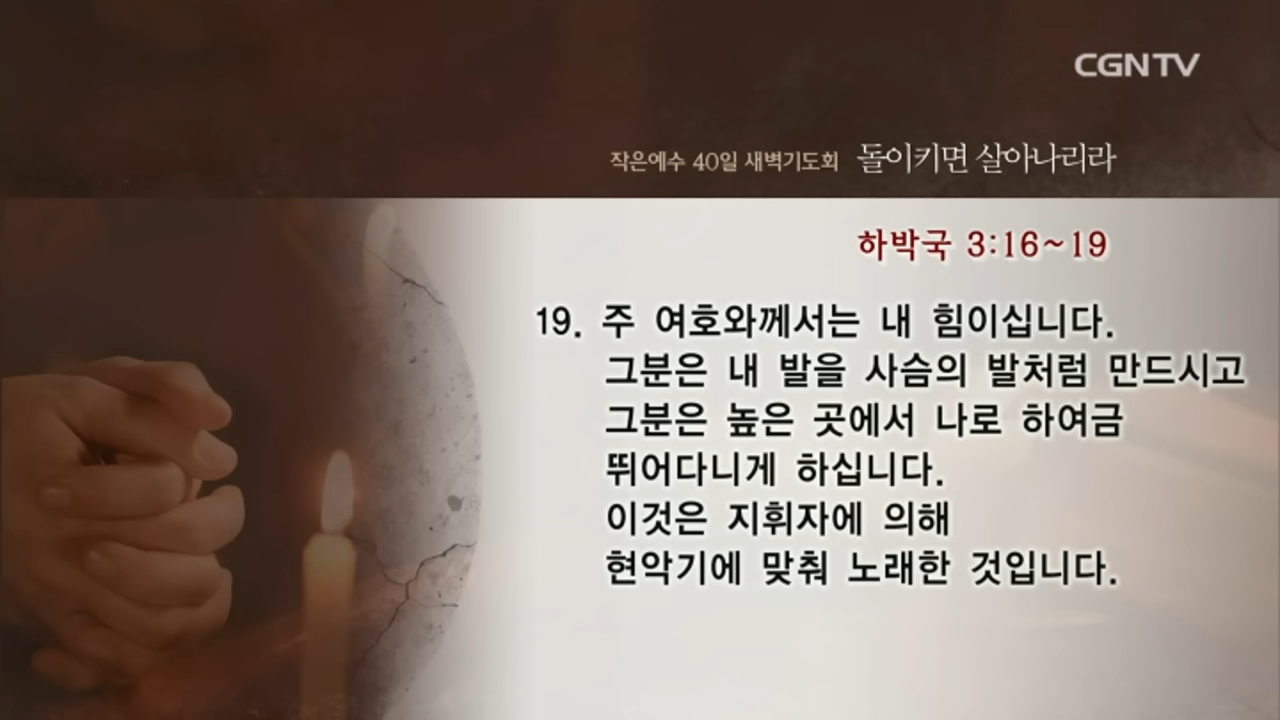 CGNTV
작은예수 40일 새벽기도회 돌이키면 살아나리라
하박국 3:16~19
19. 주 여호와께서는 내 힘이십니다.
그분은 내 발을 사슴의 발처럼 만드시고
그분은 높은 곳에서 나로 하여금
뛰어다니게 하십니다.
이것은 지휘자에 의해
현악기에 맞춰 노래한 것입니다.